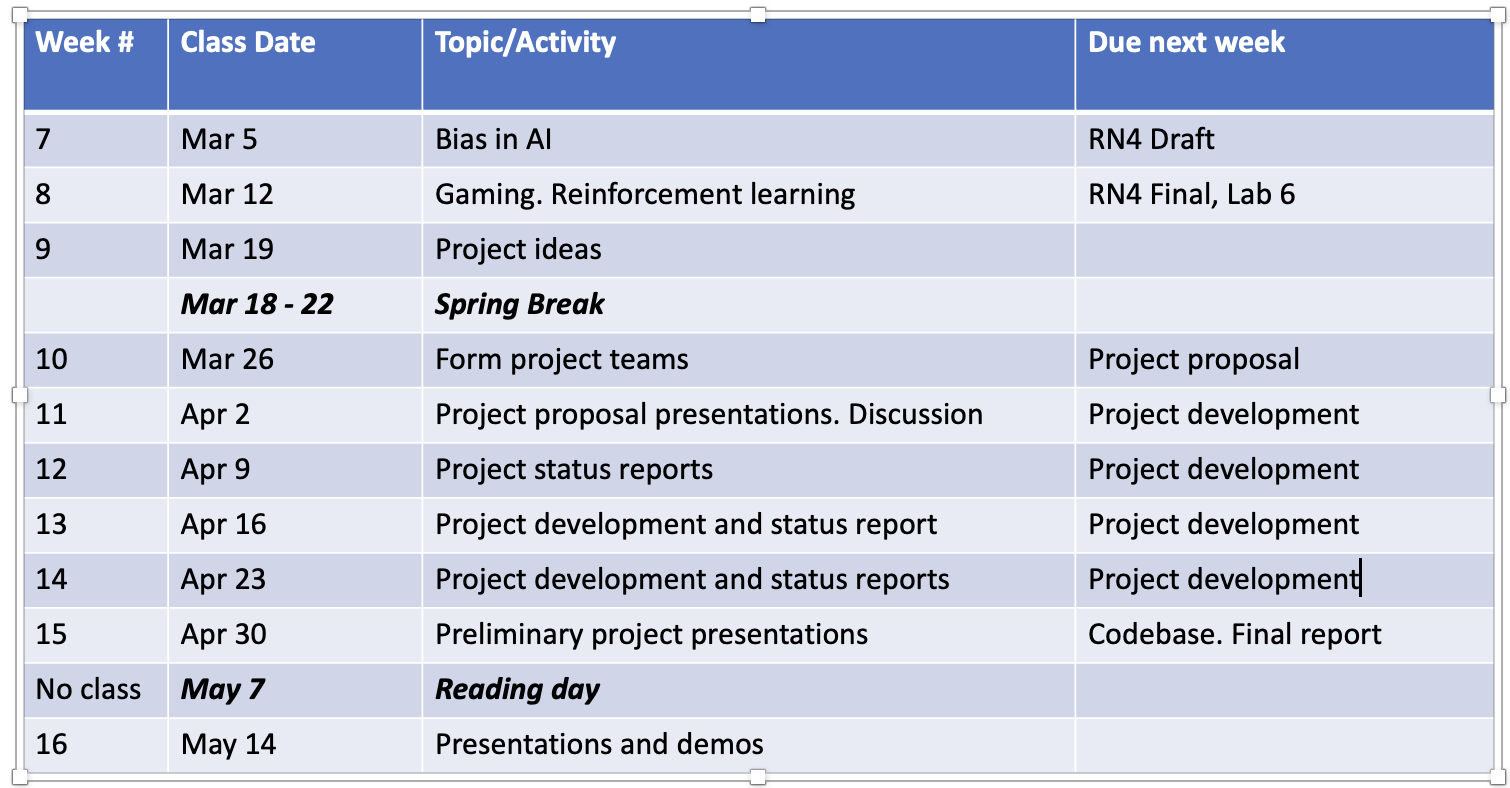 Week # Class Date Topic/Activity Due next week
7 Mar 5 Bias in AI RN4 Draft
8 Mar 12 Gaming. Reinforcement learning RN4 Final, Lab 6
9 Mar 19 Project ideas
Mar 18 - 22 Spring Break
10 Mar 26 Form project teams Project proposal
11 Apr 2 Project proposal presentations. Discussion Project development
12 Apr 9 Project status reports Project development
13 Apr 16 Project development and status report Project development
14 Apr 23 Project development and status reports Project development
15 Apr 30 Preliminary project presentations Codebase. Final report
No class May 7 Reading day
16 May 14 Presentations and demos